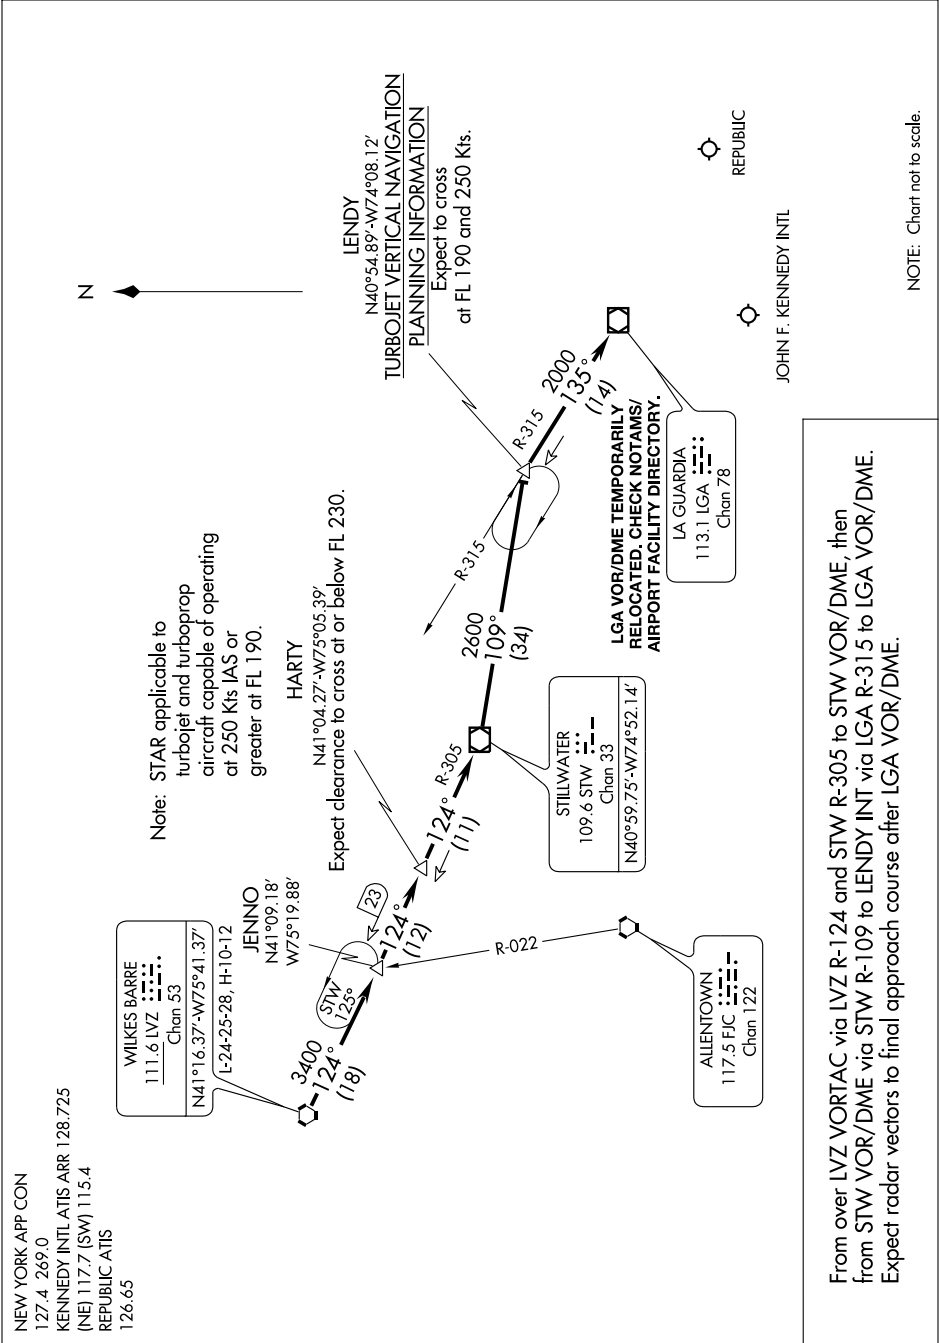 NEW YORK APP CON
127.4 269.0
KENNEDY INTL ATIS ARR 128.725
(NE) 117.7 (SW) 115.4
REPUBLIC ATIS
126.65
WILKES BARRE
111.6 LVZ
Chan 53
N41°16.37'-W75°41.37'
L-24-25-28, H-10-12
JENNO
N41°09.18'
W75°19.88'
Note: STAR applicable to
turbojet and turboprop
aircraft capable of operating
at 250 Kts IAS or
greater at FL 190.
HARTY
N41°04.27'-W75°05.39'
Expect clearance to cross at or below FL 230.
N
LENDY
N40°54.89'-W74°08.12'
TURBOJET VERTICAL NAVIGATION
PLANNING INFORMATION
Expect to cross
at FL 190 and 250 Kts.
3400
124°
(18)
STW
125°
23
124°
(12)
124°
(11)
R-305
2600
109°
(34)
R-315
R-315
2000
135°
(14)
R-022
STILLWATER
109.6 STW
Chan 33
N40°59.75'-W74°52.14'
LGA VOR/DME TEMPORARILY
RELOCATED. CHECK NOTAMS/
AIRPORT FACILITY DIRECTORY.
LA GUARDIA
113.1 LGA
Chan 78
ALLENTOWN
117.5 FJC
Chan 122
REPUBLIC
JOHN F. KENNEDY INTL
NOTE: Chart not to scale.
From over LVZ VORTAC via LVZ R-124 and STW R-305 to STW VOR/DME, then
from STW VOR/DME via STW R-109 to LENDY INT via LGA R-315 to LGA VOR/DME.
Expect radar vectors to final approach course after LGA VOR/DME.